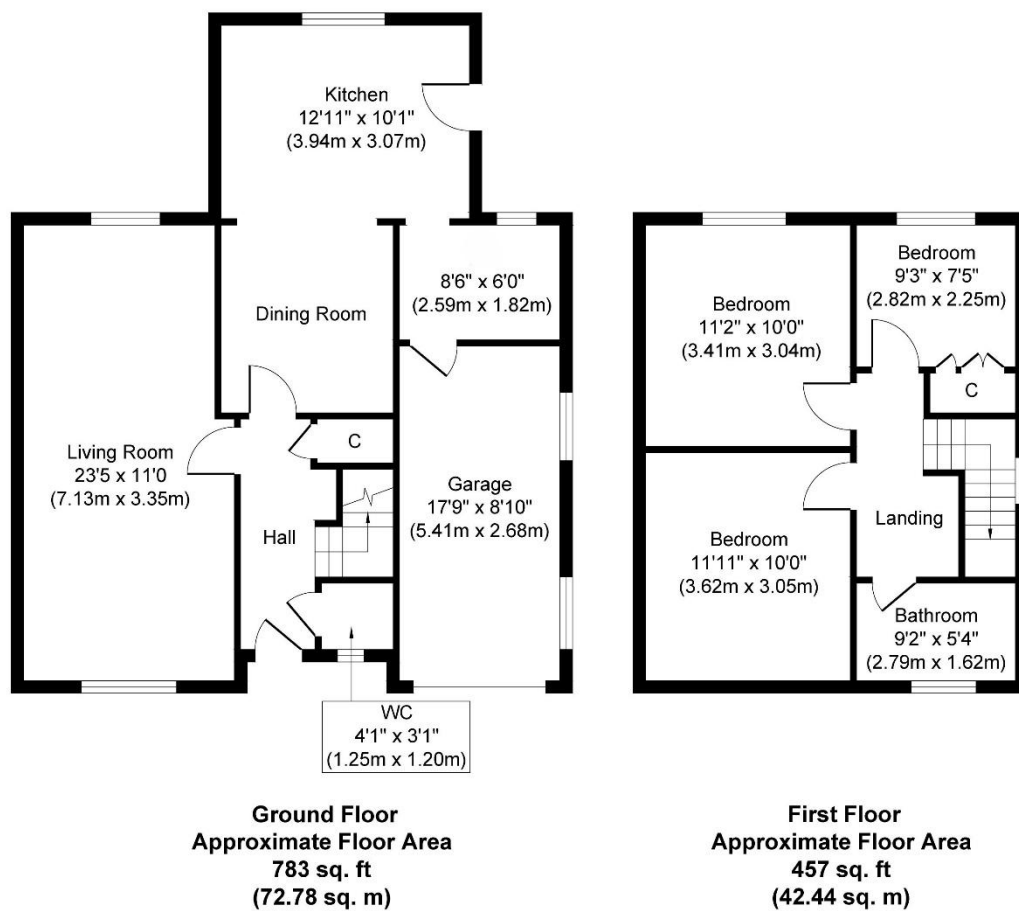 Kitchen
12'11" x 10'1"
(3.94m x 3.07m)
8'6" x 6'0"
(2.59m x 1.82m)
Dining Room
C
Living Room
23'5 x 11'0
(7.13m x 3.35m)
Garage
17'9" x 8'10"
(5.41m x 2.68m)
Hall
WC
4'1" x 3'1"
(1.25m x 1.20m)
Ground Floor
Approximate Floor Area
783 sq. ft
(72.78 sq. m)
Bedroom
9'3" x 7'5"
(2.82m x 2.25m)
Bedroom
11'2" x 10'0"
(3.41m x 3.04m)
C
Landing
Bedroom
11'11" x 10'0"
(3.62m x 3.05m)
Bathroom
9'2" x 5'4"
(2.79m x 1.62m)
First Floor
Approximate Floor Area
457 sq. ft
(42.44 sq. m)